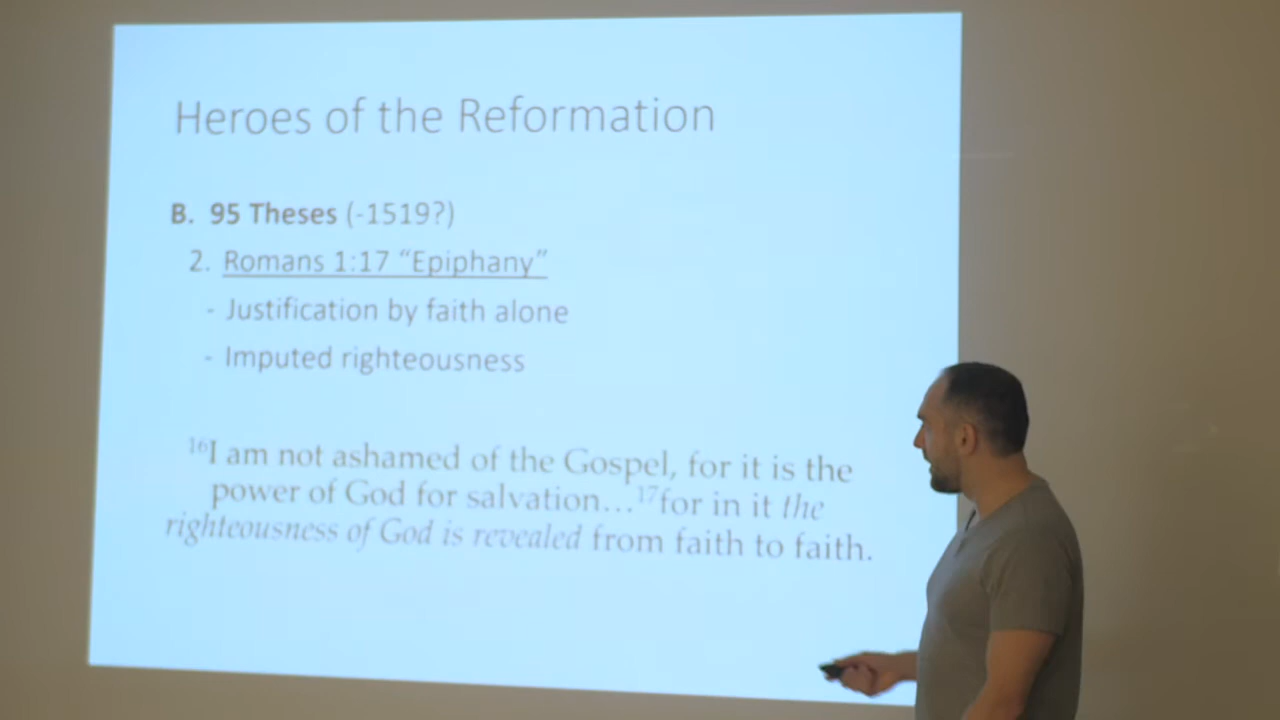 Heroes of the Reformation
B. 95 Theses (-1519?)
2. Romans 1:17 “Epiphany”
- Justification by faith alone
- Imputed righteousness
16I am not ashamed of the Gospel, for it is the
power of God for salvation…17for in it the
righteousness of God is revealed from faith to faith.